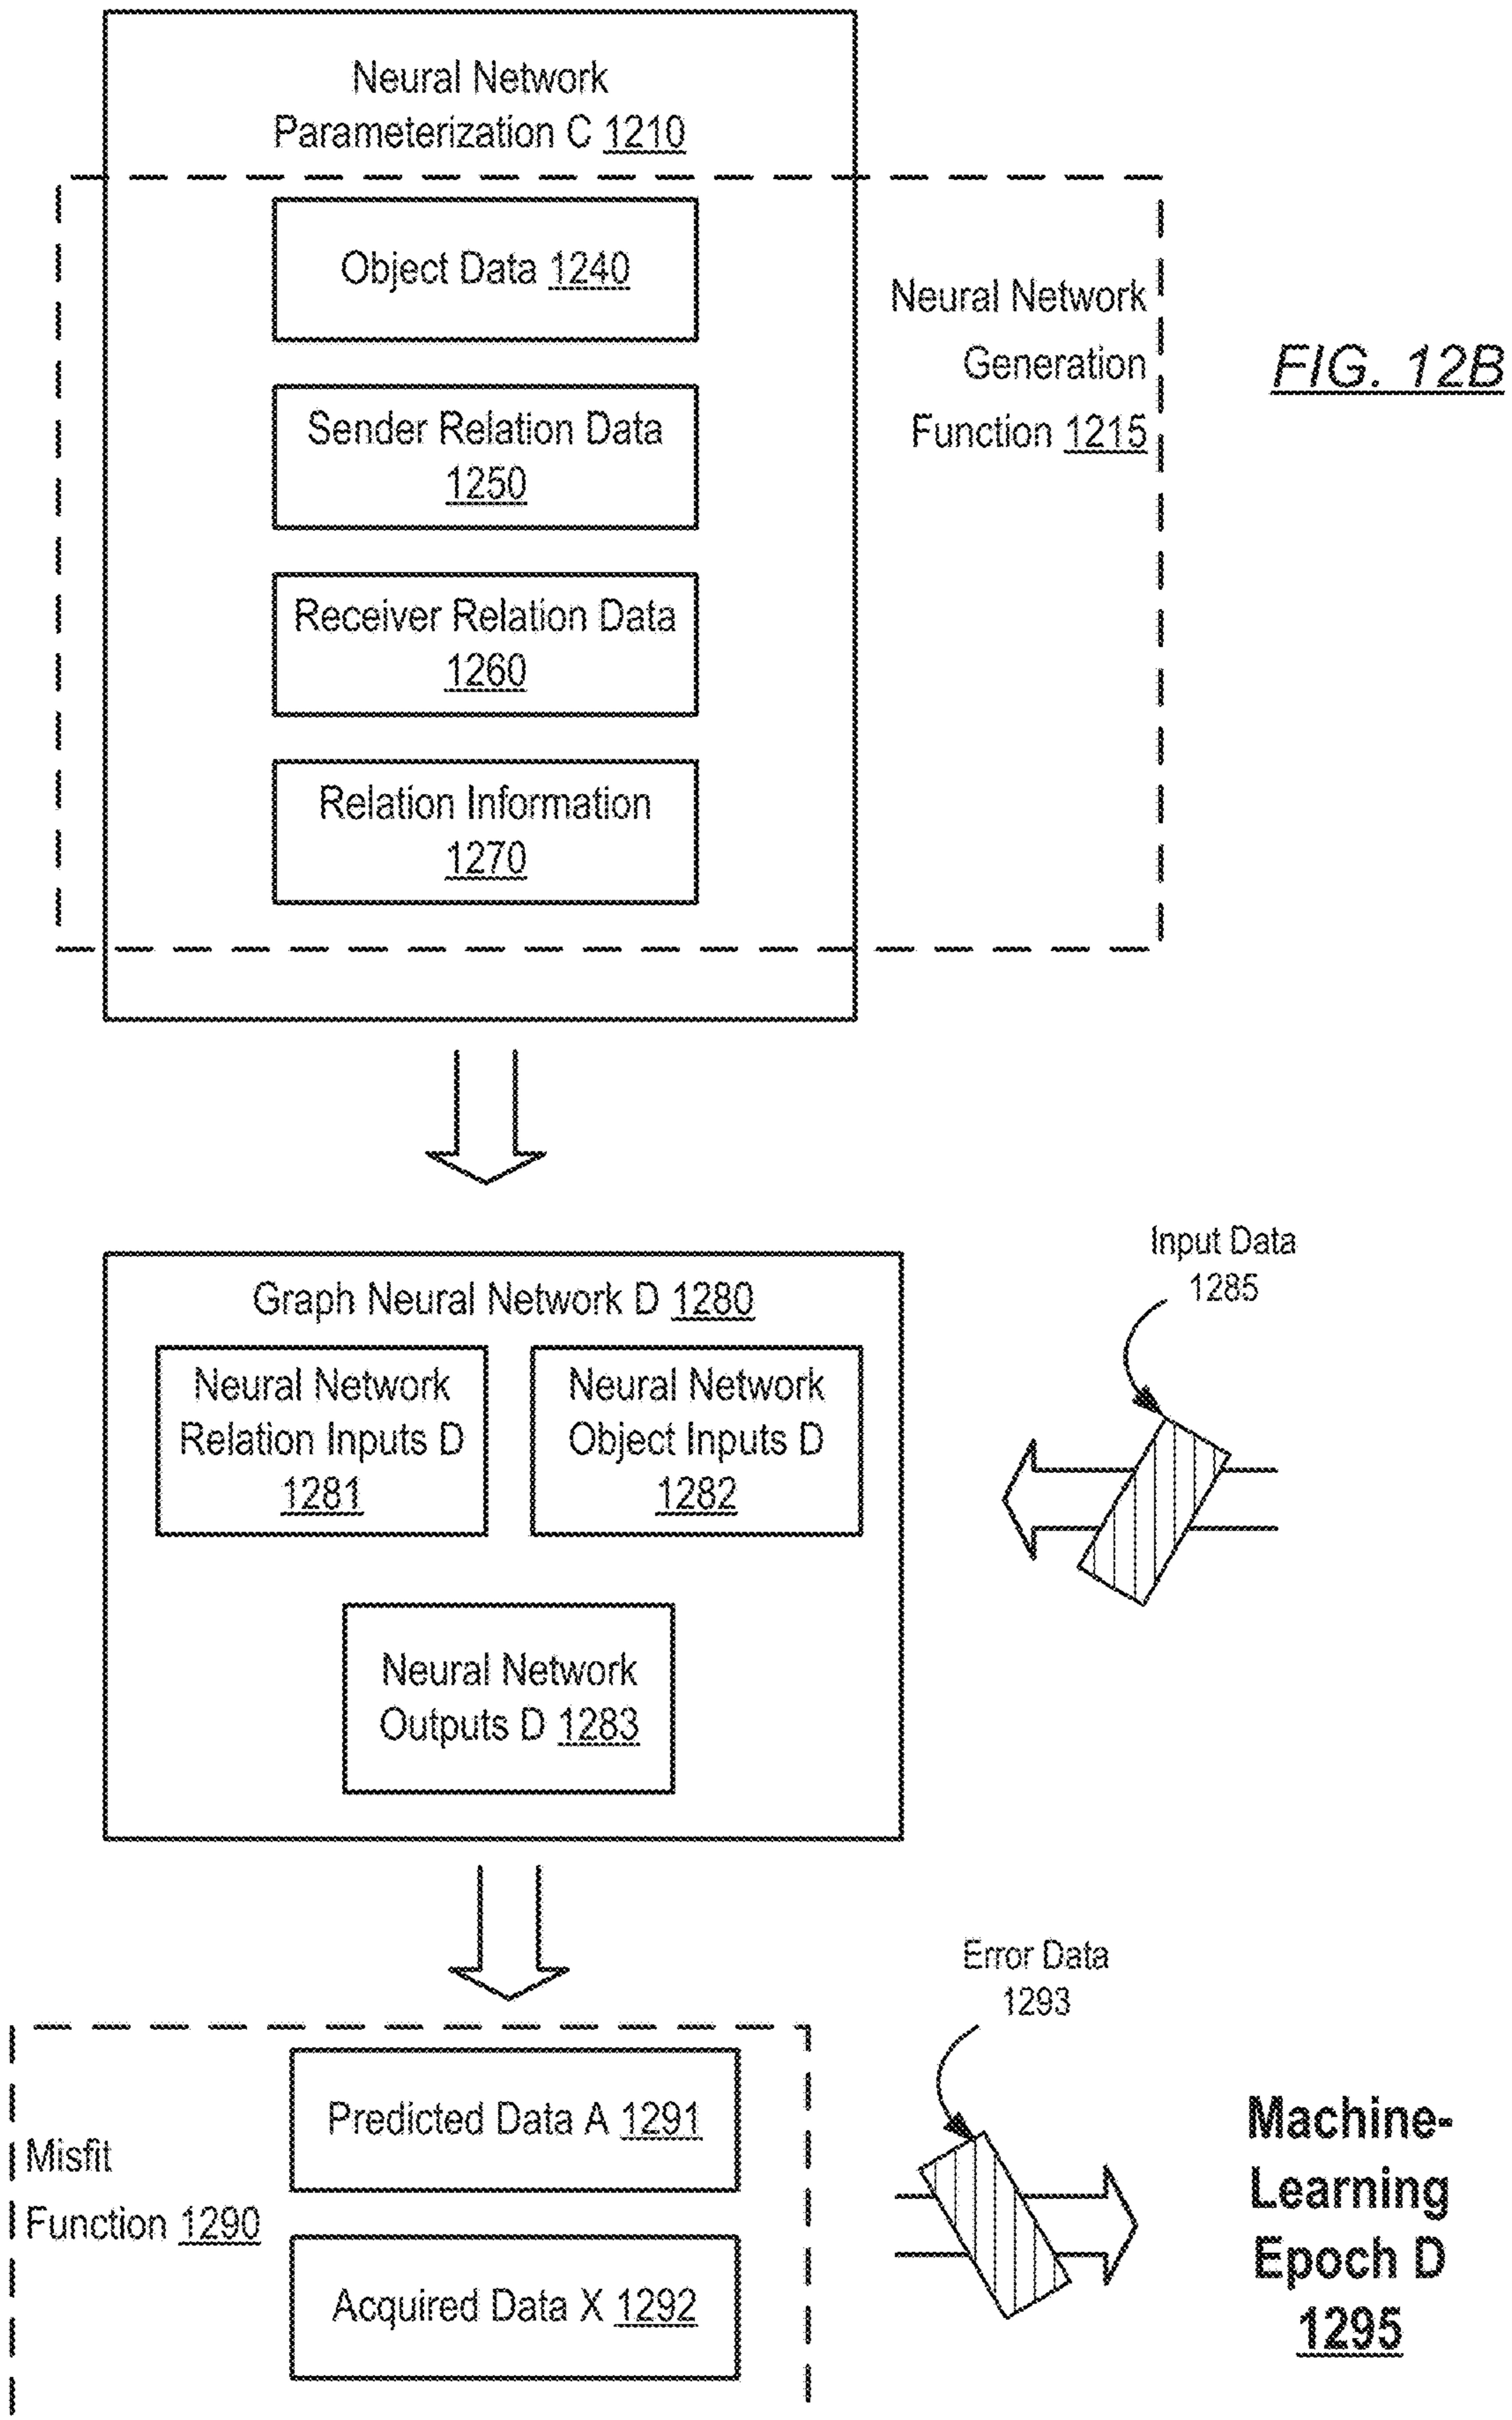 Neural Network
Parameterization C 1210
Object Data 1240
Sender Relation Data
1250
Receiver Relation Data
1260
Relation Information
1270
Neural Network
Generation
Function 1215
FIG. 12B
Graph Neural Network D 1280
Neural Network
Relation Inputs D
1281
Neural Network
Object Inputs D
1282
Neural Network
Outputs D 1283
Input Data
1285
Misfit
Function 1290
Predicted Data A 1291
Acquired Data X 1292
Error Data
1293
Machine-
Learning
Epoch D
1295